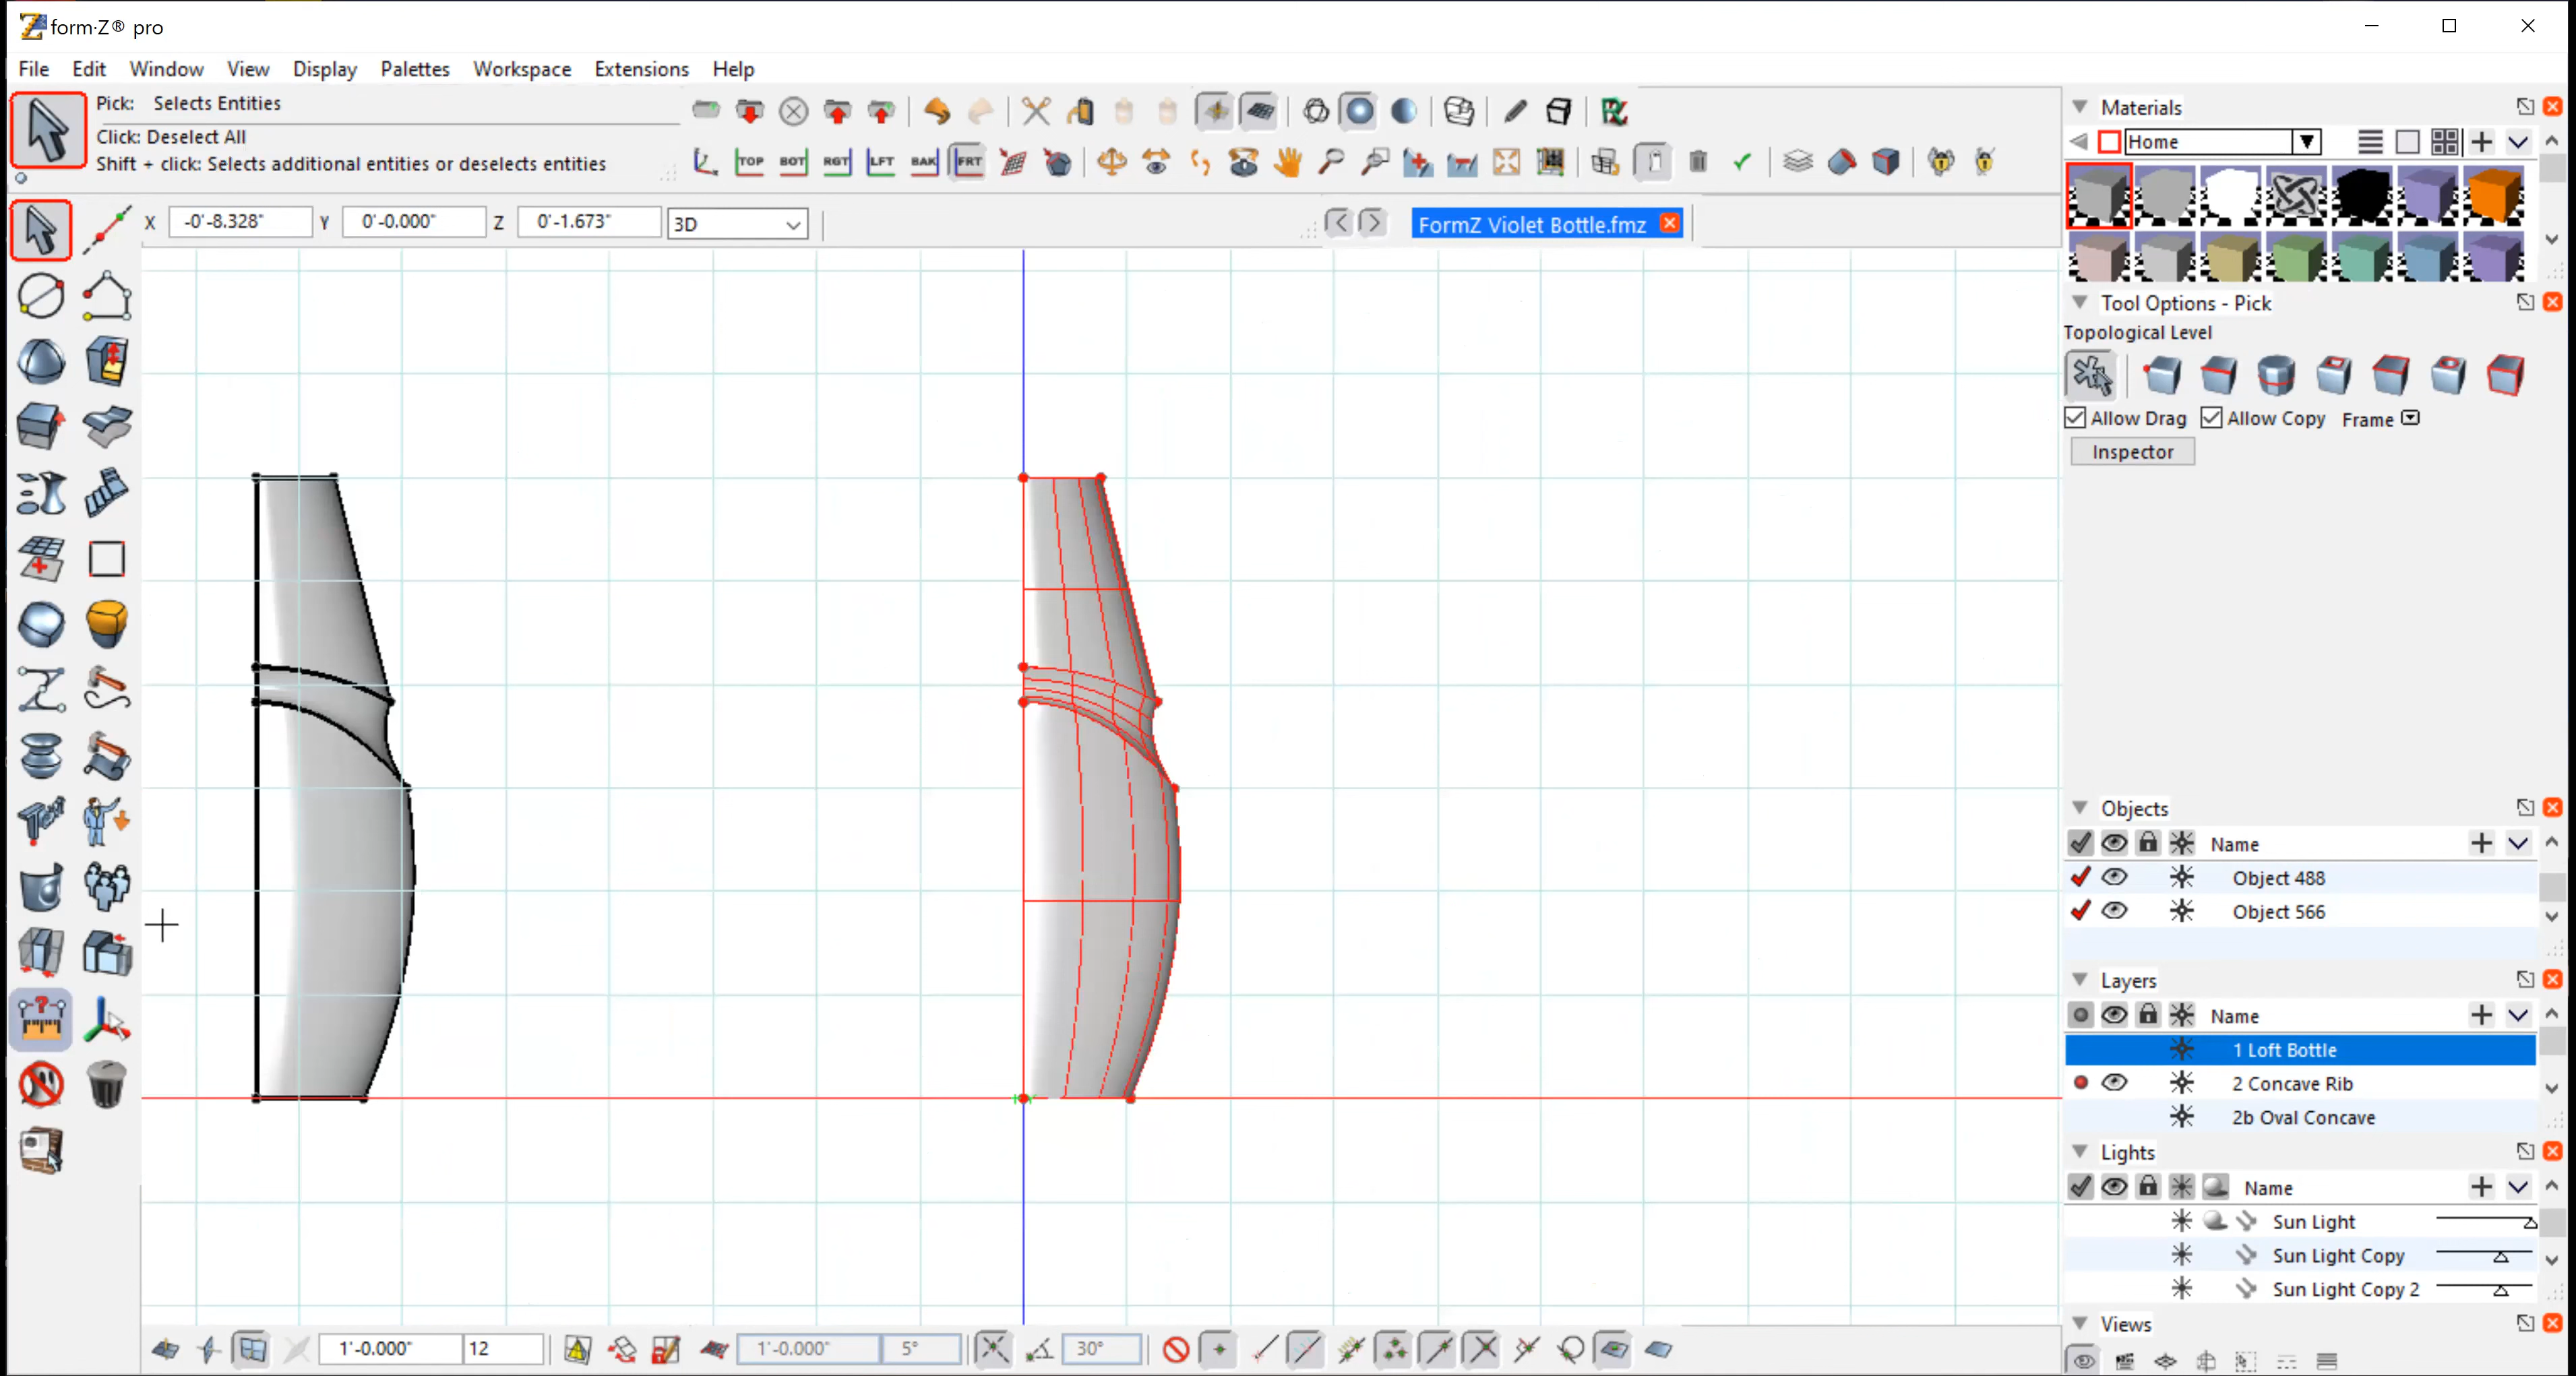 form·Z® pro
File Edit Window View Display Palettes Workspace Extensions Help
Pick: Selects Entities
Click: Deselect All
Shift + click: Selects additional entities or deselects entities
TOP BOT RGT LFT BAK FRT
X -0'-8.328" Y 0'-0.000" Z 0'-1.673" 3D
FormZ Violet Bottle.fmz
Materials
Home
Tool Options - Pick
Topological Level
Allow Drag Allow Copy Frame
Inspector
Objects
Name
Object 488
Object 566
Layers
Name
1 Loft Bottle
2 Concave Rib
2b Oval Concave
Lights
Name
Sun Light
Sun Light Copy
Sun Light Copy 2
Views
1'-0.000" 12 1'-0.000" 5° 30°